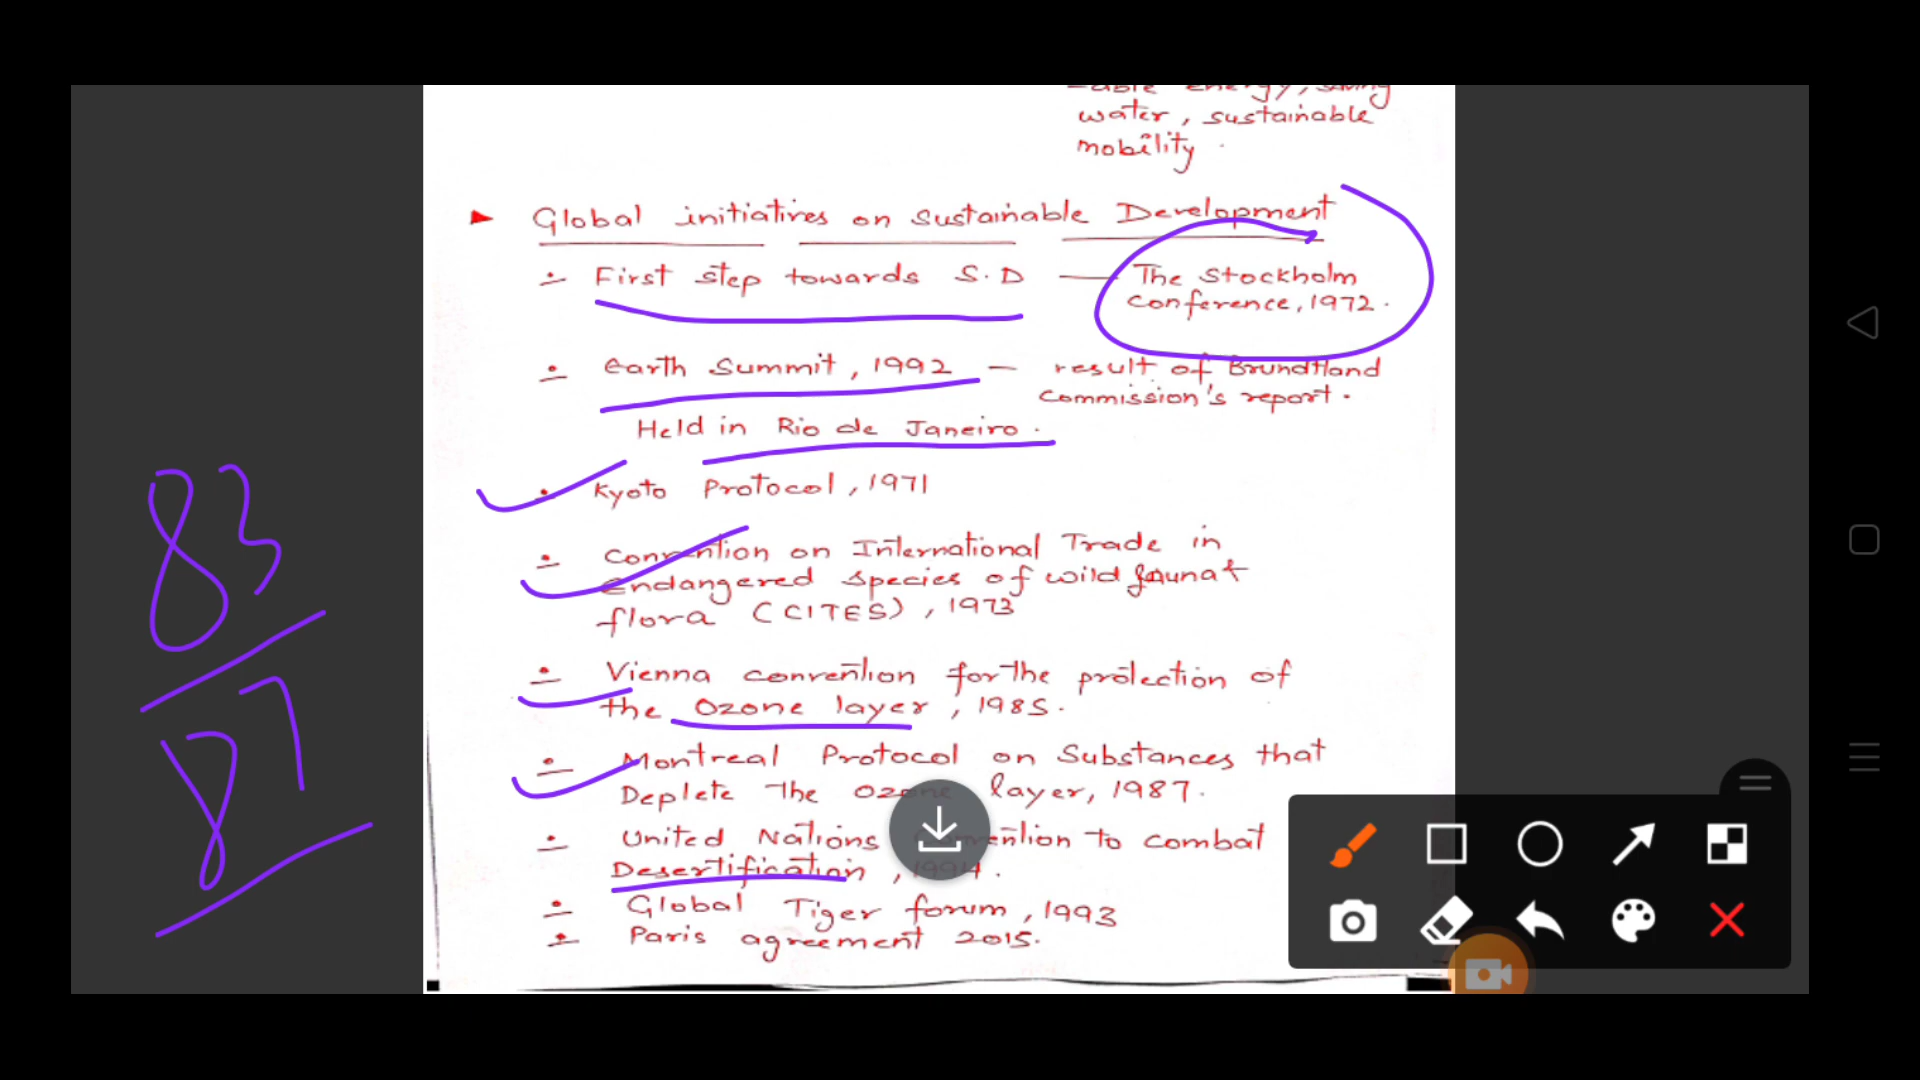 water, sustainable
mobility.
Global initiatives on Sustainable Development
First step towards S.D — The Stockholm
Conference, 1972.
Earth Summit, 1992 — result of Brundtland
Commission's report.
Held in Rio de Janeiro.
Kyoto Protocol, 1971
Convention on International Trade in
Endangered species of wild fauna &
flora (CITES), 1973
Vienna convention for the protection of
the Ozone layer, 1985.
Montreal Protocol on Substances that
Deplete the Ozone layer, 1987.
United Nations Convention to combat
Desertification, 1994.
Global Tiger forum, 1993
Paris agreement 2015.
83
87